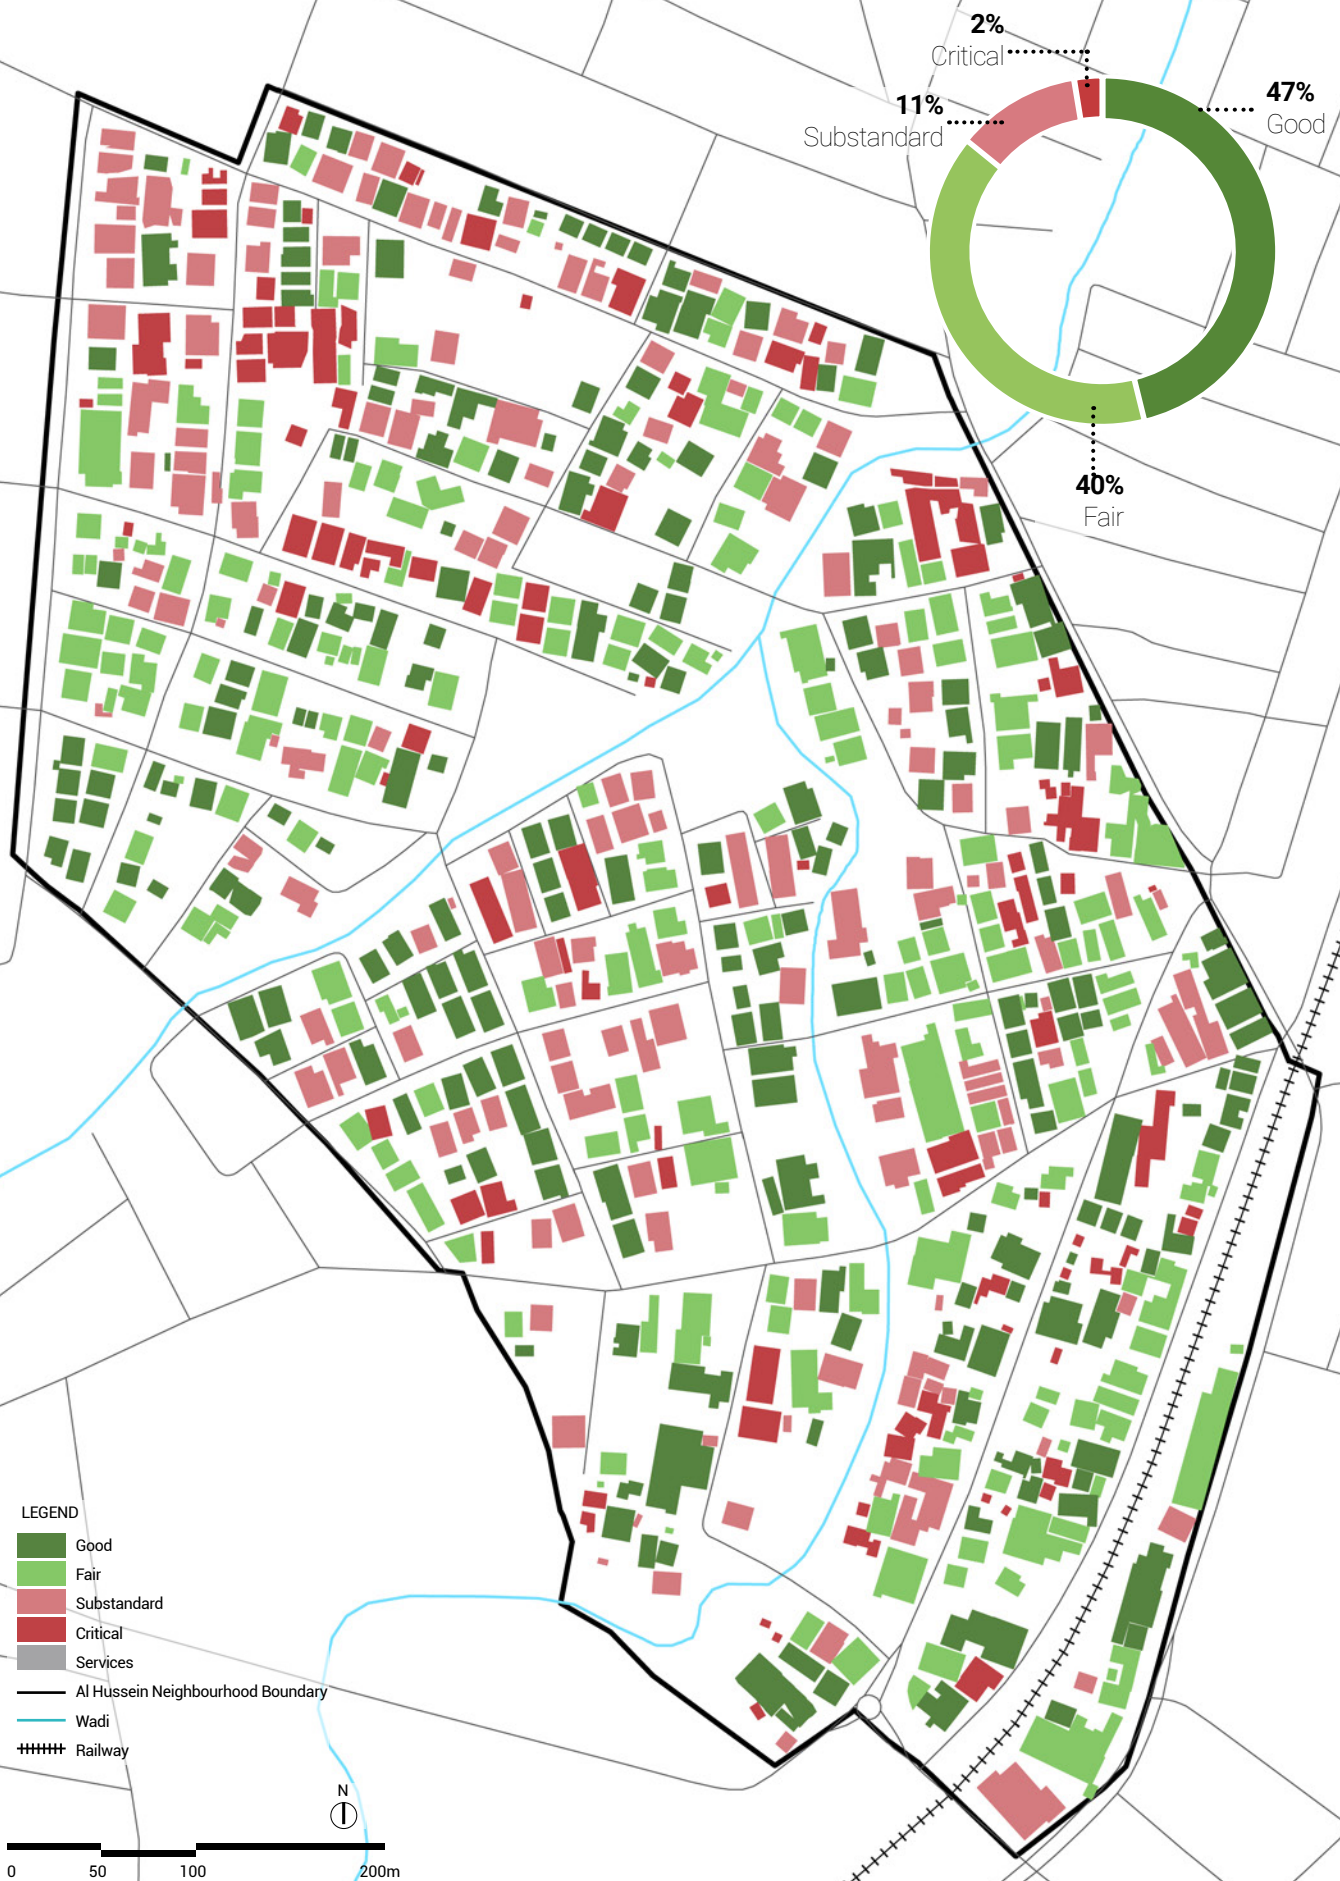 2%
Critical
11%
Substandard
47%
Good
40%
Fair
LEGEND
Good
Fair
Substandard
Critical
Services
Al Hussein Neighbourhood Boundary
Wadi
Railway
N
0 50 100 200m